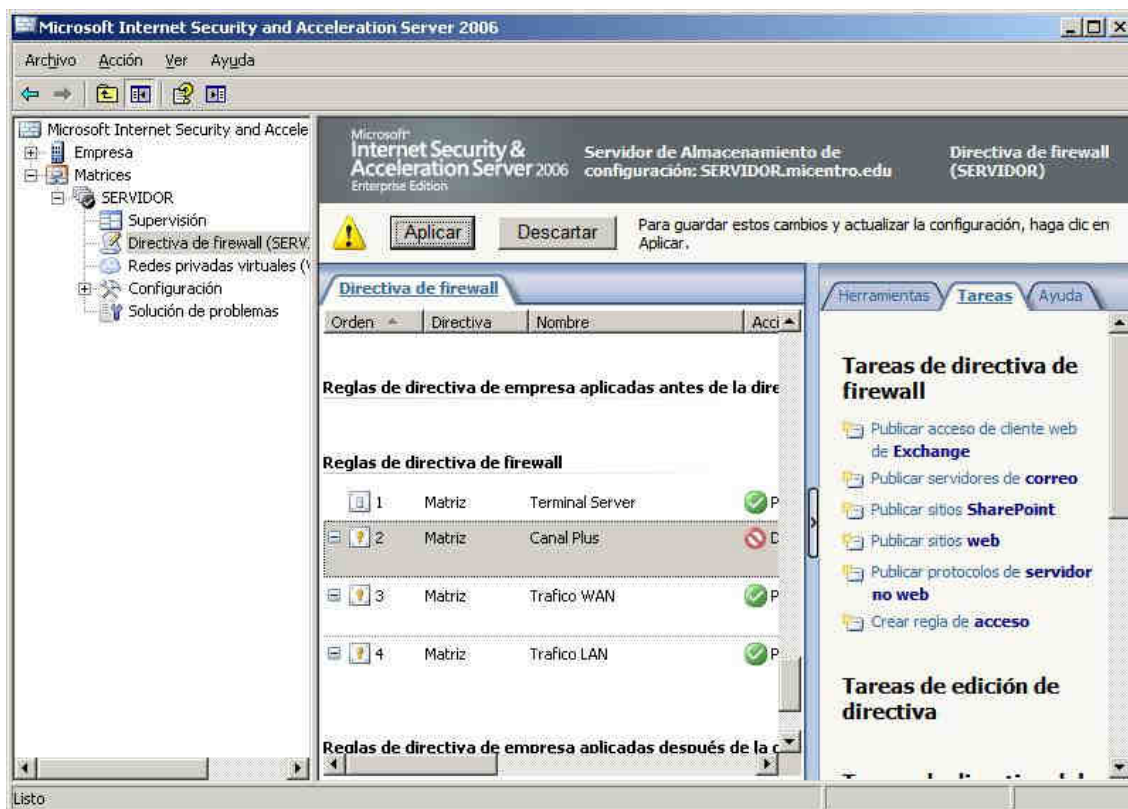 Microsoft Internet Security and Acceleration Server 2006
Archivo Acción Ver Ayuda
Microsoft Internet Security and Accele
Empresa
Matrices
SERVIDOR
Supervisión
Directiva de firewall (SERV
Redes privadas virtuales (
Configuración
Solución de problemas
Microsoft
Internet Security &
Acceleration Server 2006
Enterprise Edition
Servidor de Almacenamiento de
configuración: SERVIDOR.micentro.edu
Directiva de firewall
(SERVIDOR)
Aplicar Descartar
Para guardar estos cambios y actualizar la configuración, haga clic en
Aplicar.
Directiva de firewall
Orden Directiva Nombre Acci
Reglas de directiva de empresa aplicadas antes de la dire
Reglas de directiva de firewall
1 Matriz Terminal Server P
2 Matriz Canal Plus D
3 Matriz Trafico WAN P
4 Matriz Trafico LAN P
Reglas de directiva de empresa aplicadas después de la
Herramientas Tareas Ayuda
Tareas de directiva de
firewall
Publicar acceso de cliente web
de Exchange
Publicar servidores de correo
Publicar sitios SharePoint
Publicar sitios web
Publicar protocolos de servidor
no web
Crear regla de acceso
Tareas de edición de
directiva
Listo